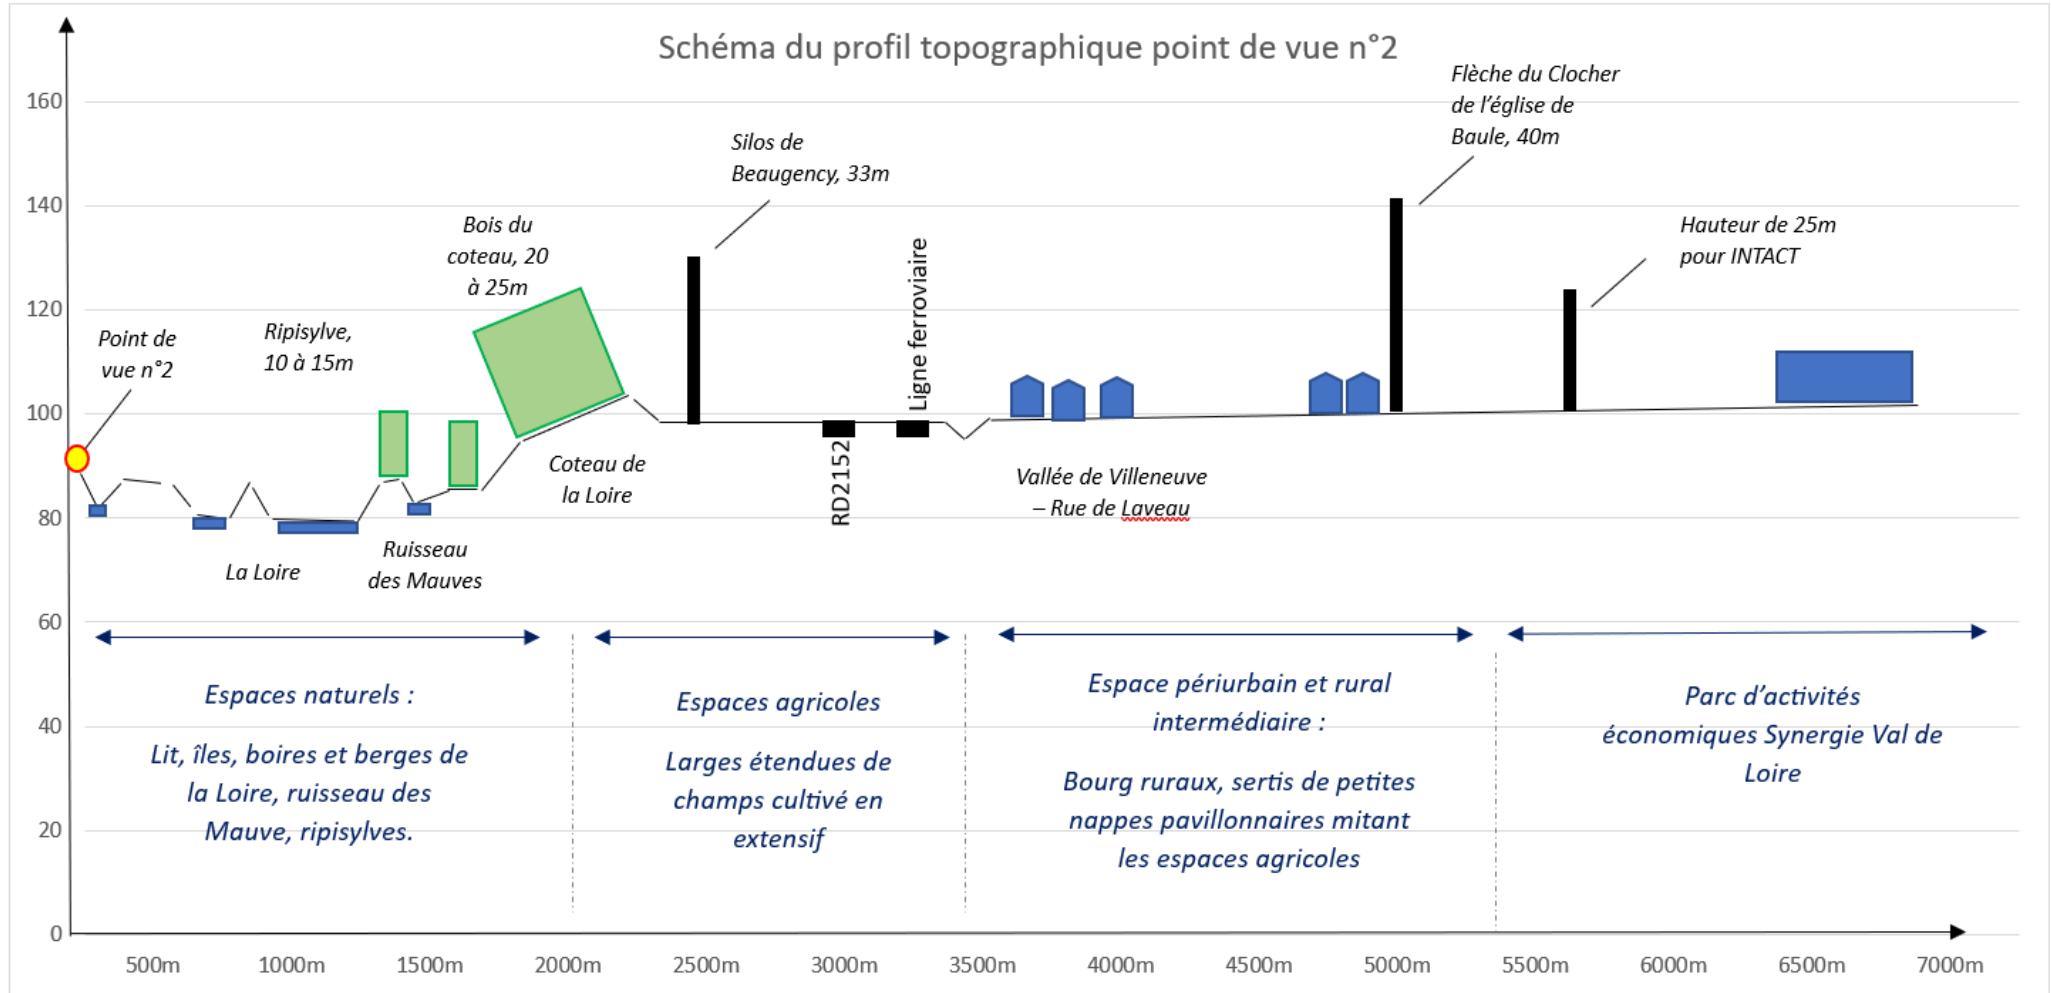 Schéma du profil topographique point de vue n°2
Flèche du Clocher
de l'église de
Baule, 40m
Silos de
Beaugency, 33m
Bois du
coteau, 20
à 25m
Hauteur de 25m
pour INTACT
Ligne ferroviaire
Point de
vue n°2
Ripisylve,
10 à 15m
160
140
120
100
80
60
40
20
0
Coteau de
la Loire
RD2152
Vallée de Villeneuve
– Rue de Laveau
La Loire
Ruisseau
des Mauves
Espaces naturels :
Lit, îles, boires et berges de
la Loire, ruisseau des
Mauve, ripisylves.
Espaces agricoles
Larges étendues de
champs cultivé en
extensif
Espace périurbain et rural
intermédiaire :
Bourg ruraux, sertis de petites
nappes pavillonnaires mitant
les espaces agricoles
Parc d'activités
économiques Synergie Val de
Loire
500m
1000m
1500m
2000m
2500m
3000m
3500m
4000m
4500m
5000m
5500m
6000m
6500m
7000m